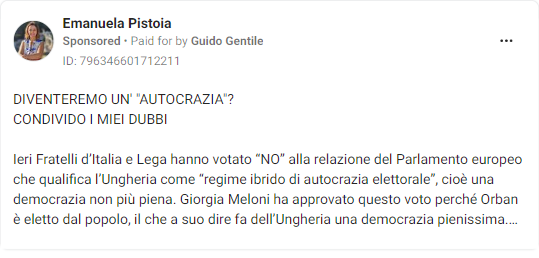 Emanuela Pistoia
Sponsored • Paid for by Guido Gentile
ID: 796346601712211
DIVENTEREMO UN' "AUTOCRAZIA"?
CONDIVIDO I MIEI DUBBI
Ieri Fratelli d'Italia e Lega hanno votato “NO” alla relazione del Parlamento europeo
che qualifica l'Ungheria come “regime ibrido di autocrazia elettorale”, cioè una
democrazia non più piena. Giorgia Meloni ha approvato questo voto perché Orban
è eletto dal popolo, il che a suo dire fa dell'Ungheria una democrazia pienissima....